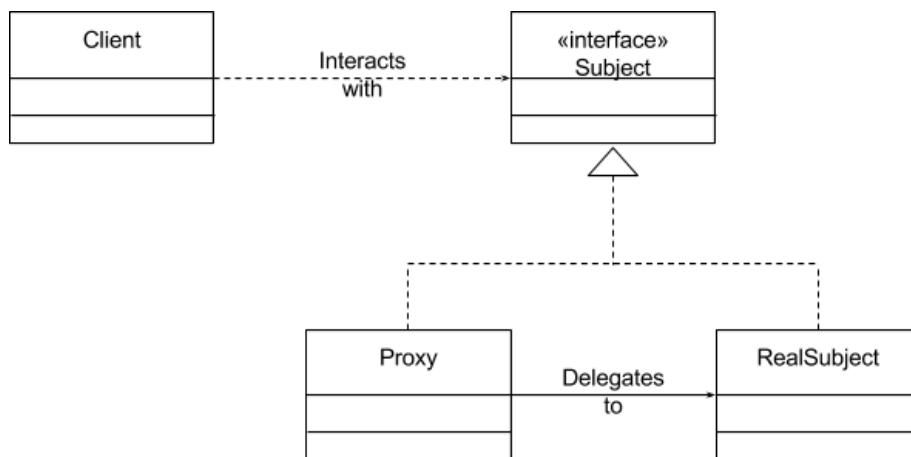 Client
Interacts
with
«interface»
Subject
Proxy
Delegates
to
RealSubject